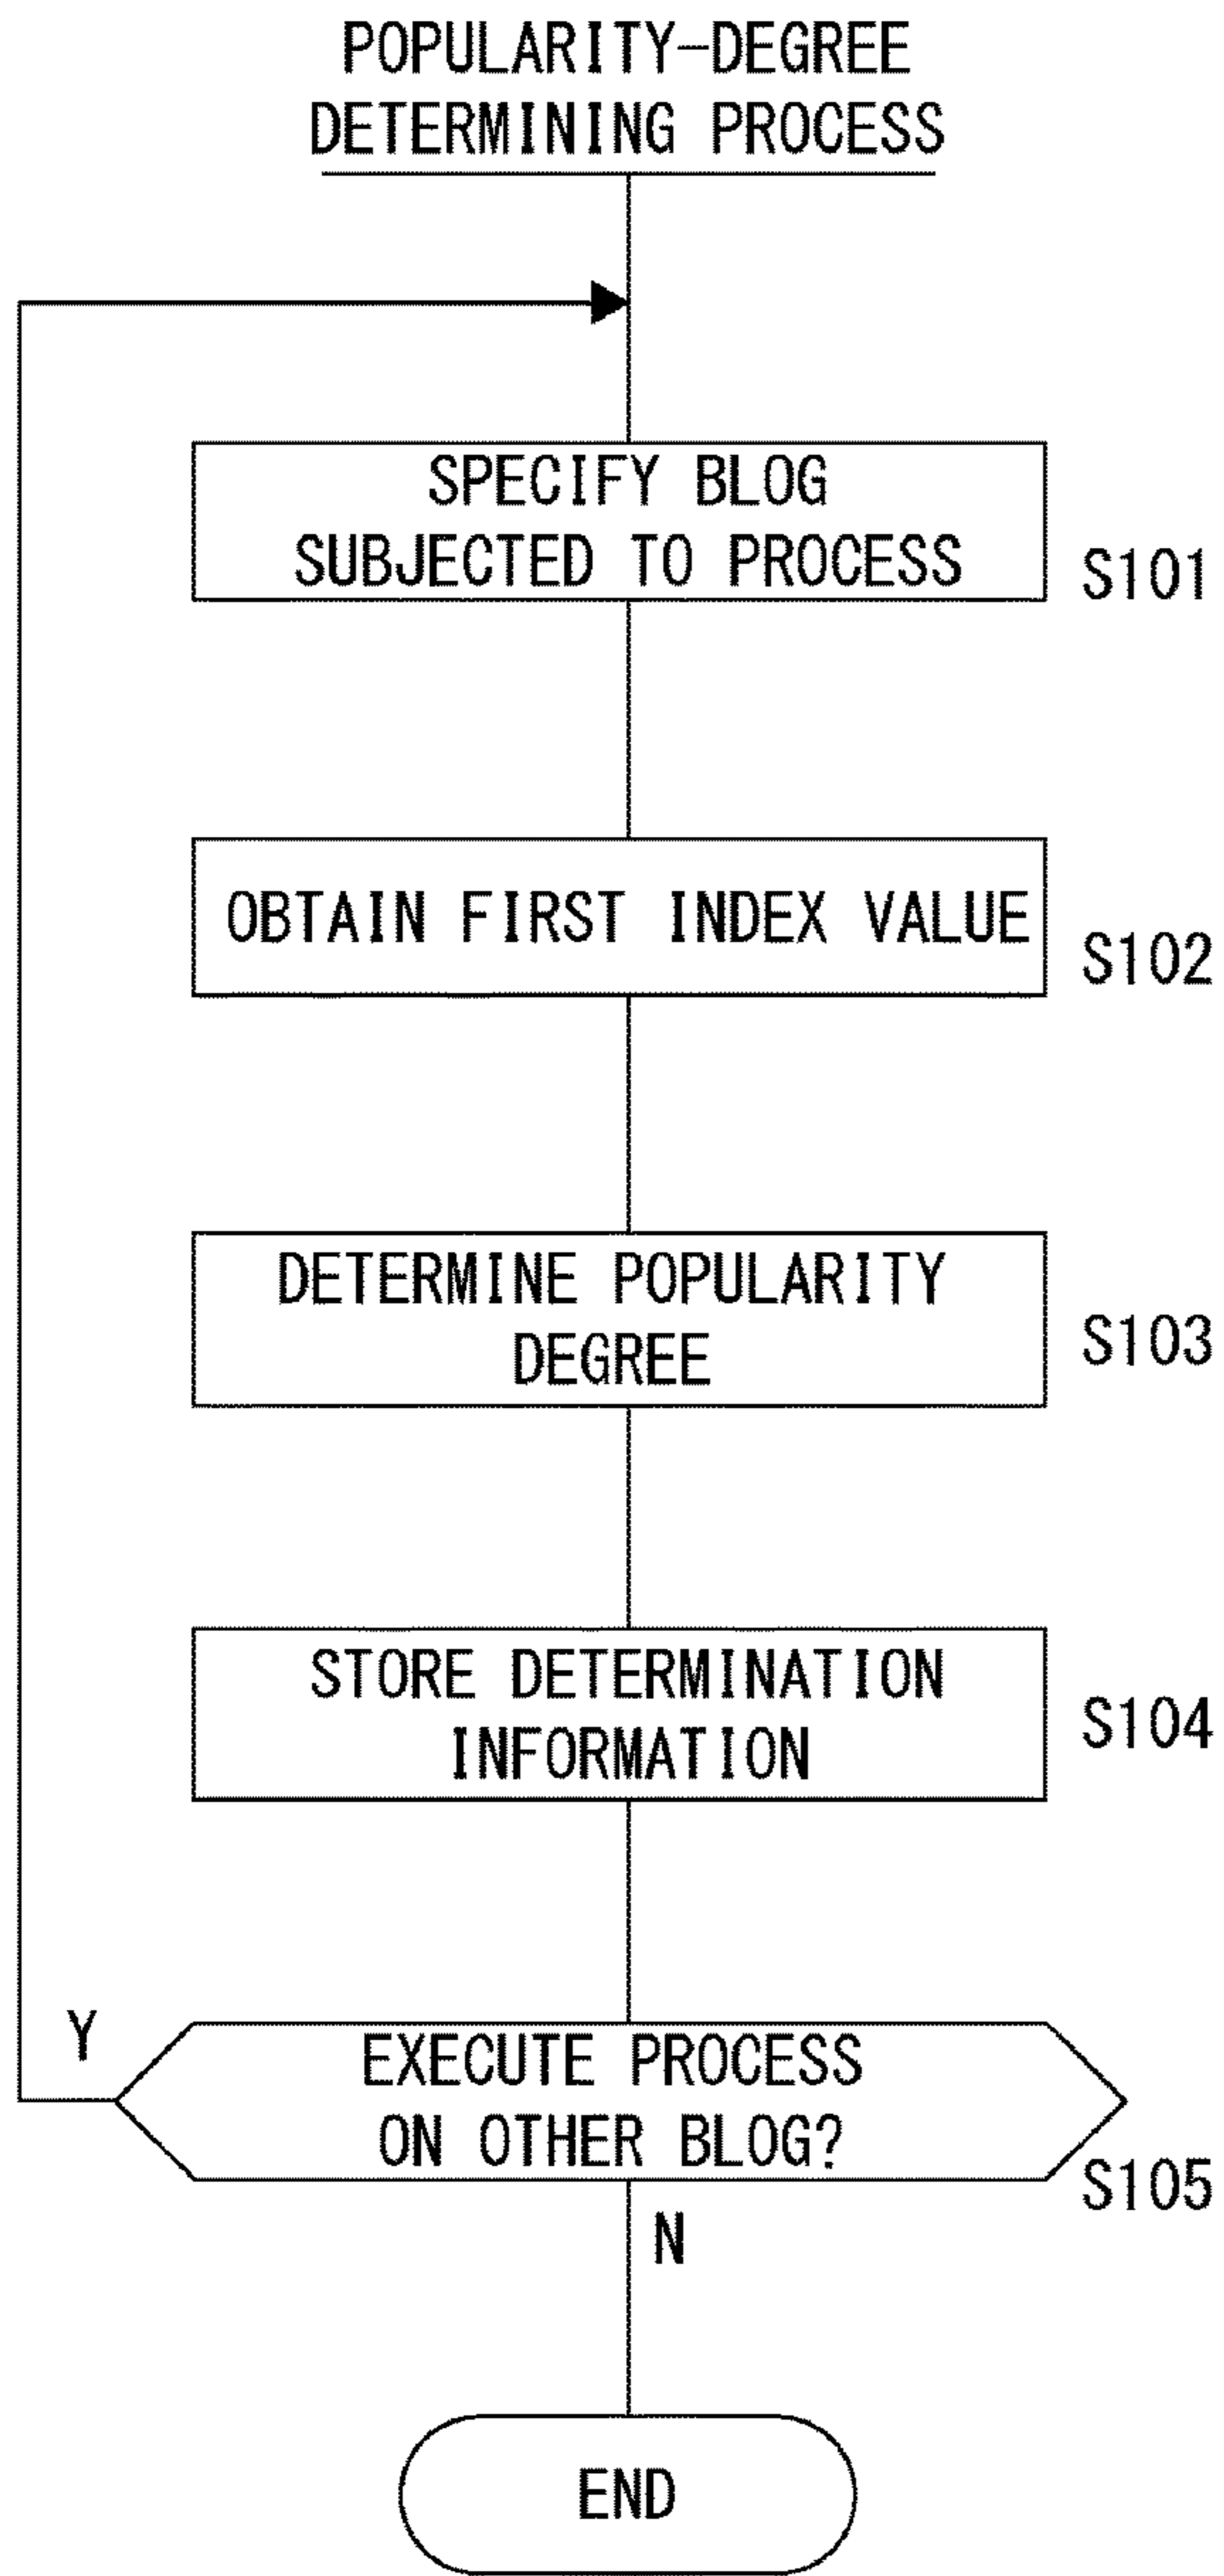 POPULARITY-DEGREE
DETERMINING PROCESS
SPECIFY BLOG
SUBJECTED TO PROCESS
S101
OBTAIN FIRST INDEX VALUE
S102
DETERMINE POPULARITY
DEGREE
S103
STORE DETERMINATION
INFORMATION
S104
Y
EXECUTE PROCESS
ON OTHER BLOG?
S105
N
END